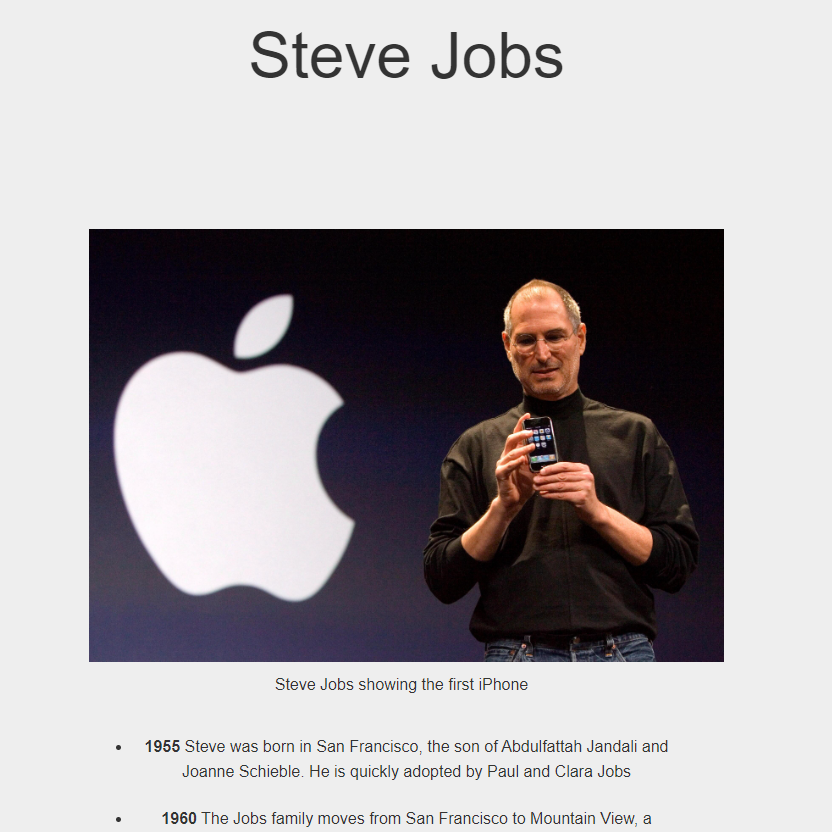 Steve Jobs
Steve Jobs showing the first iPhone
• 1955 Steve was born in San Francisco, the son of Abdulfattah Jandali and
Joanne Schieble. He is quickly adopted by Paul and Clara Jobs
• 1960 The Jobs family moves from San Francisco to Mountain View, a